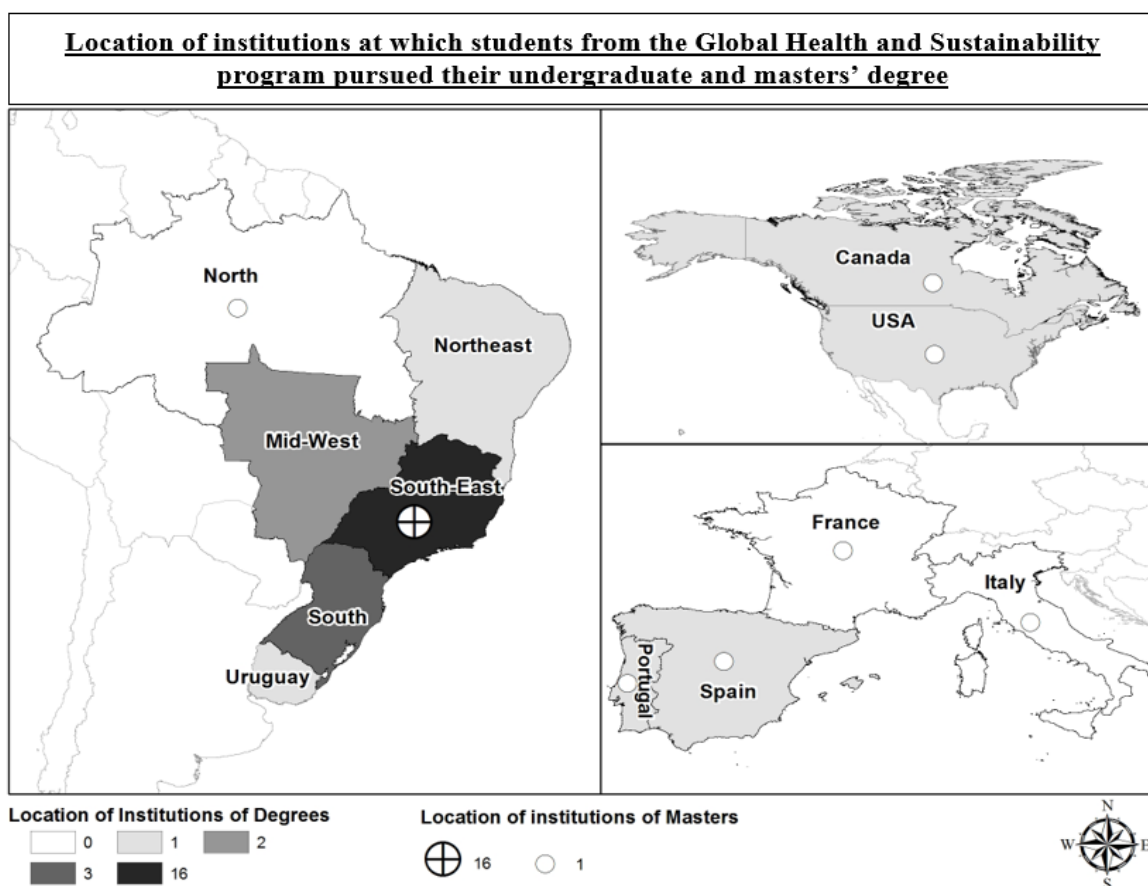 Location of institutions at which students from the Global Health and Sustainability
program pursued their undergraduate and masters’ degree
North
Northeast
Mid-West
South-East
South
Uruguay
Canada
USA
France
Italy
Portugal
Spain
Location of Institutions of Degrees
0
1
2
3
16
Location of institutions of Masters
16
1
N
W
E
S